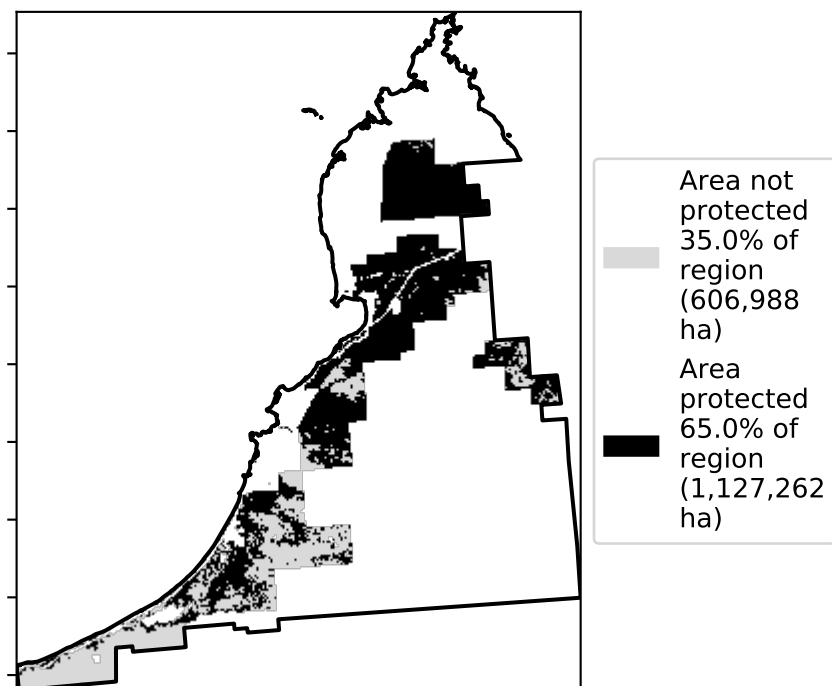 Area not
protected
35.0% of
region
(606,988
ha)
Area
protected
65.0% of
region
(1,127,262
ha)